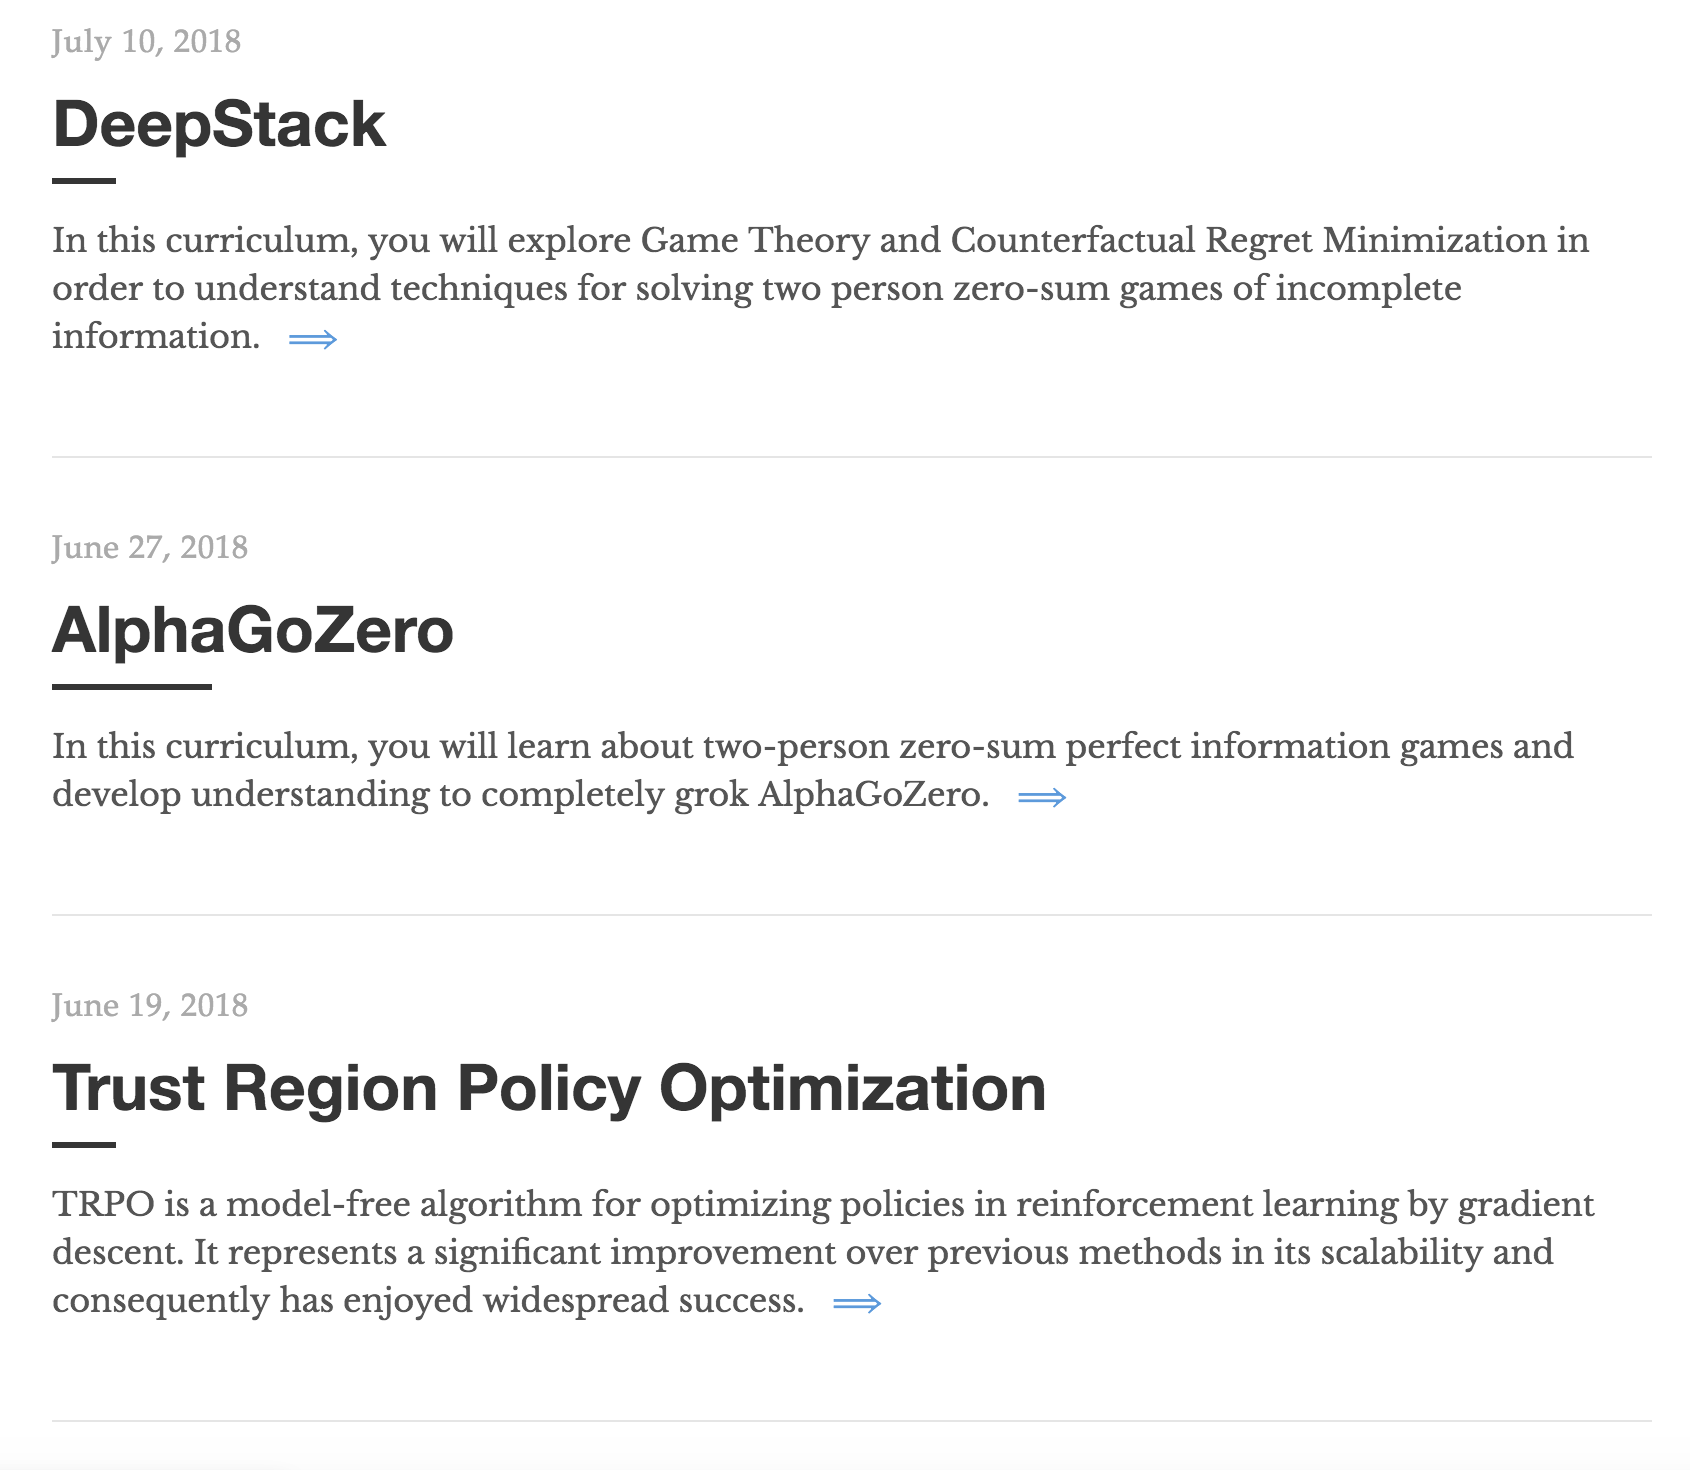 July 10, 2018
DeepStack
In this curriculum, you will explore Game Theory and Counterfactual Regret Minimization in
order to understand techniques for solving two person zero-sum games of incomplete
information. ⟹
June 27, 2018
AlphaGoZero
In this curriculum, you will learn about two-person zero-sum perfect information games and
develop understanding to completely grok AlphaGoZero. ⟹
June 19, 2018
Trust Region Policy Optimization
TRPO is a model-free algorithm for optimizing policies in reinforcement learning by gradient
descent. It represents a significant improvement over previous methods in its scalability and
consequently has enjoyed widespread success. ⟹